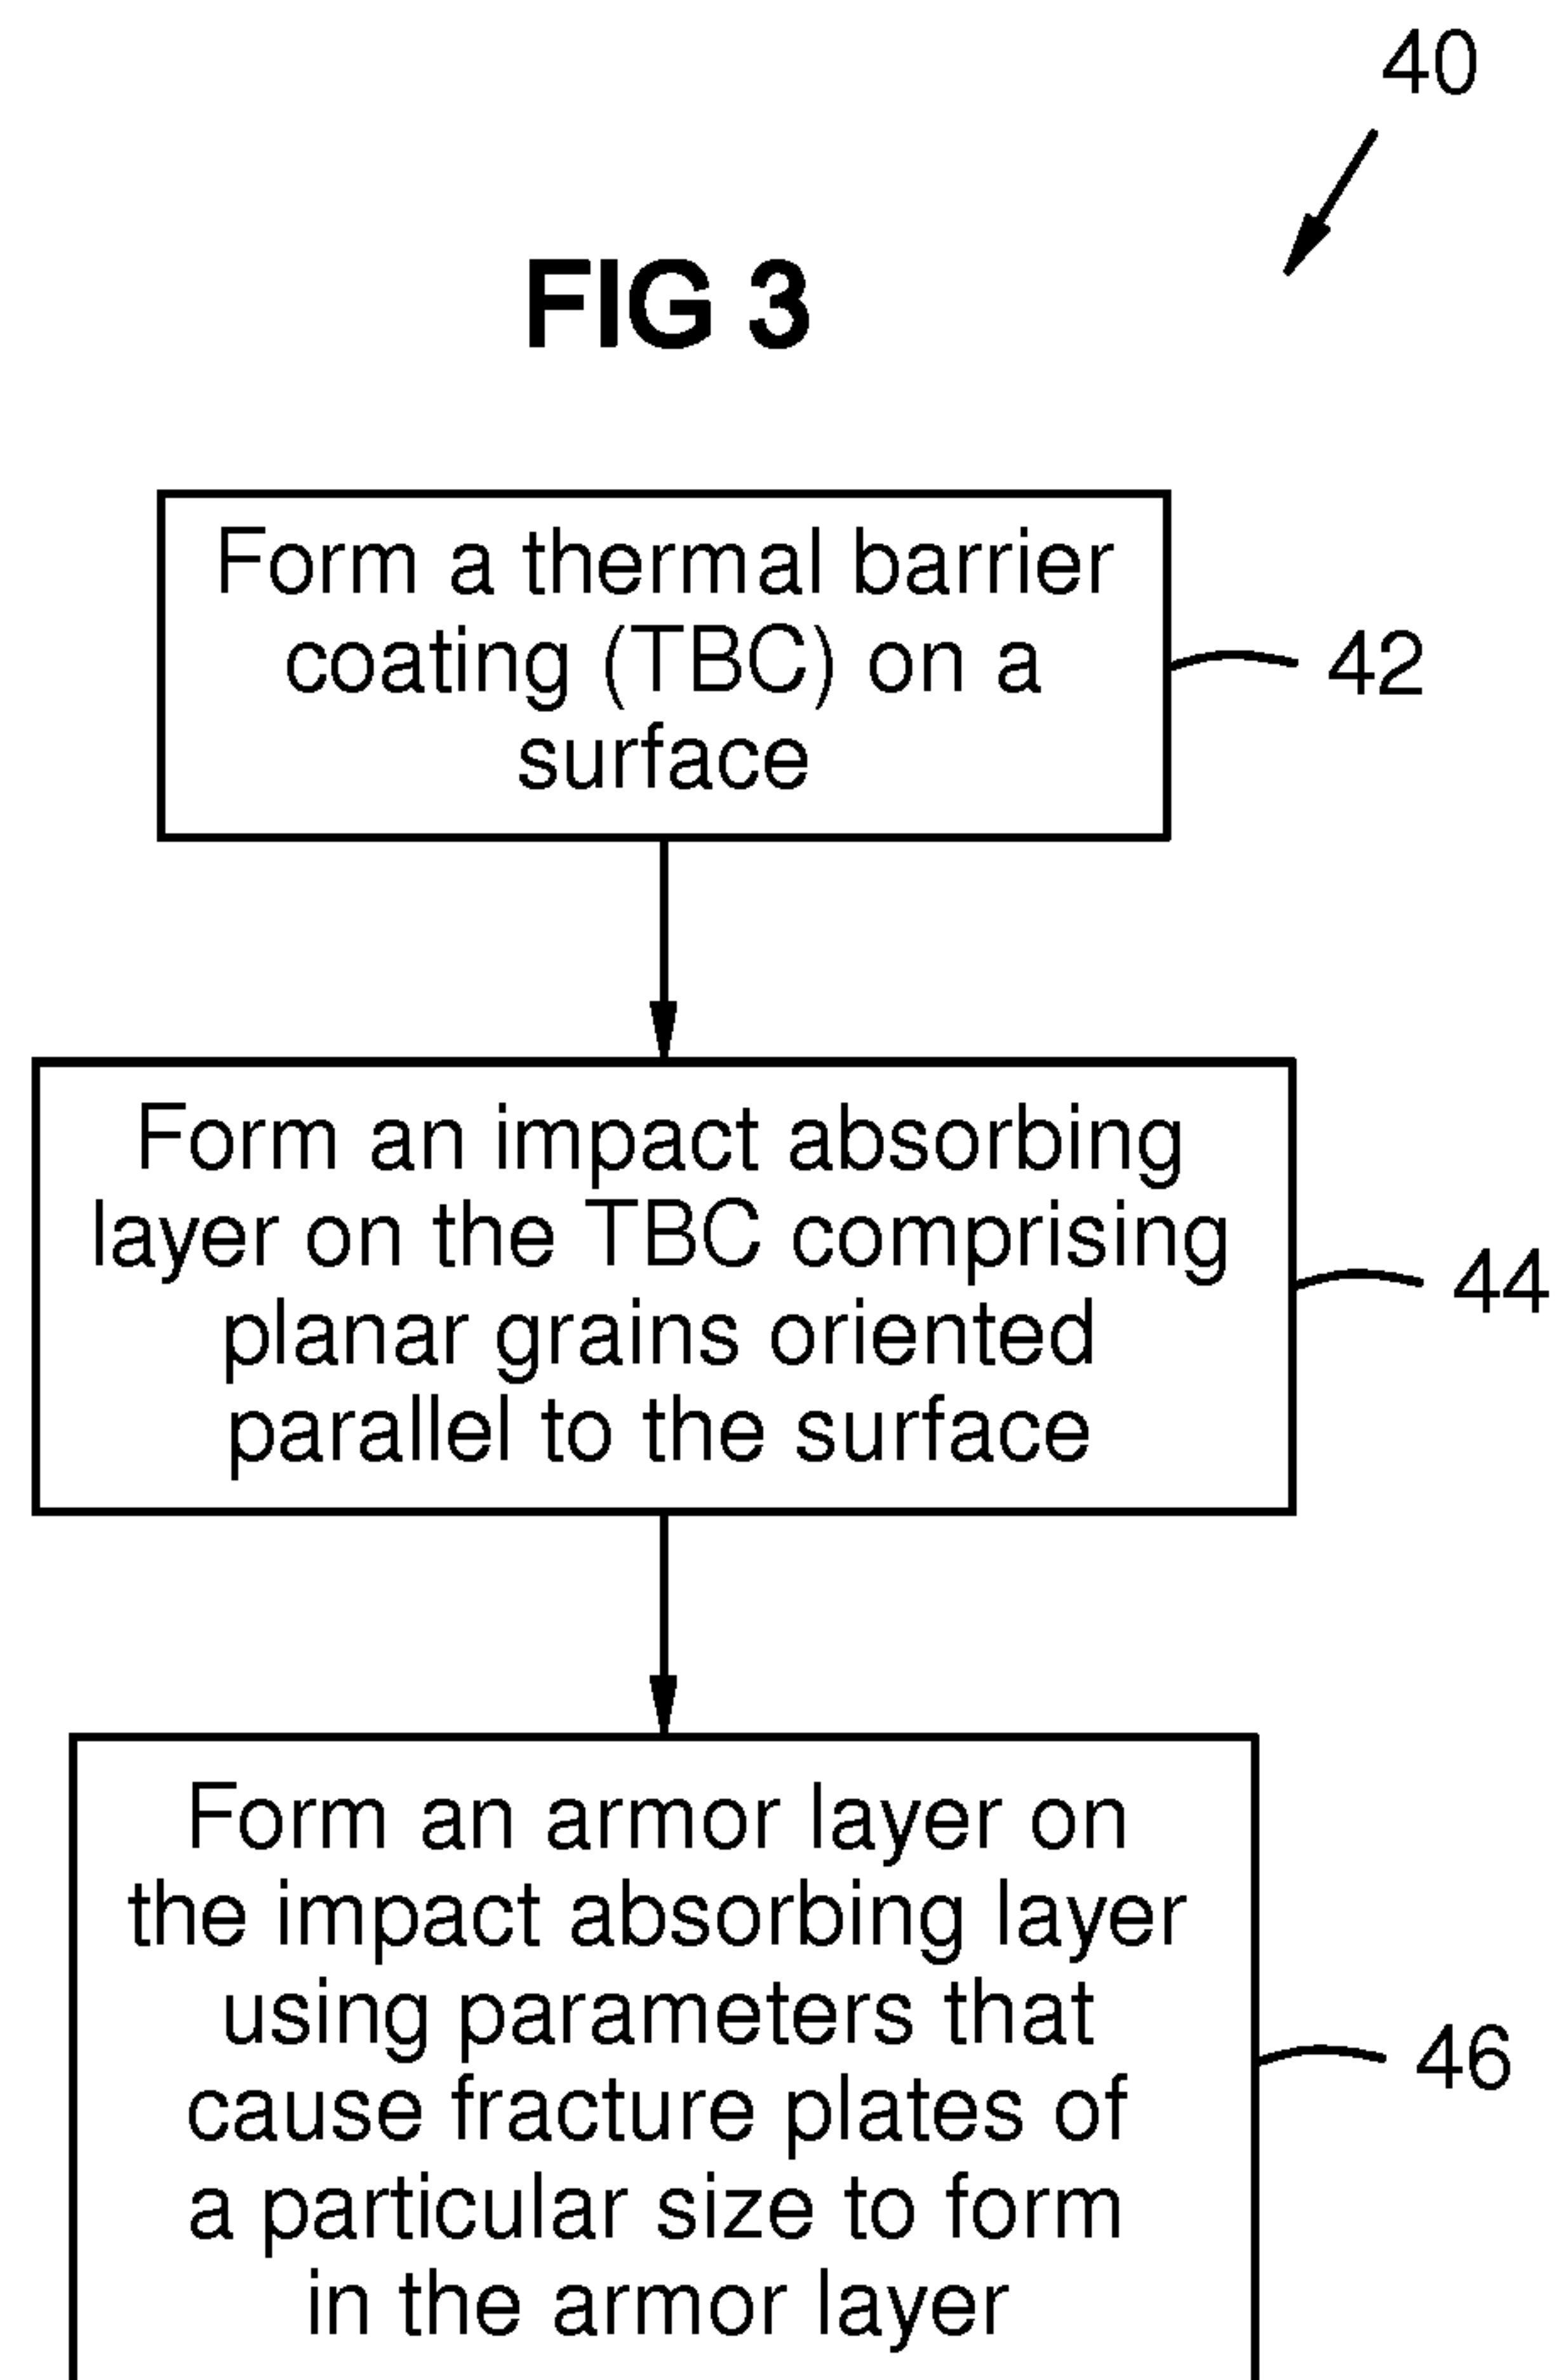 40
FIG 3
Form a thermal barrier
coating (TBC) on a
surface
42
Form an impact absorbing
layer on the TBC comprising
planar grains oriented
parallel to the surface
44
Form an armor layer on
the impact absorbing layer
using parameters that
cause fracture plates of
a particular size to form
in the armor layer
46